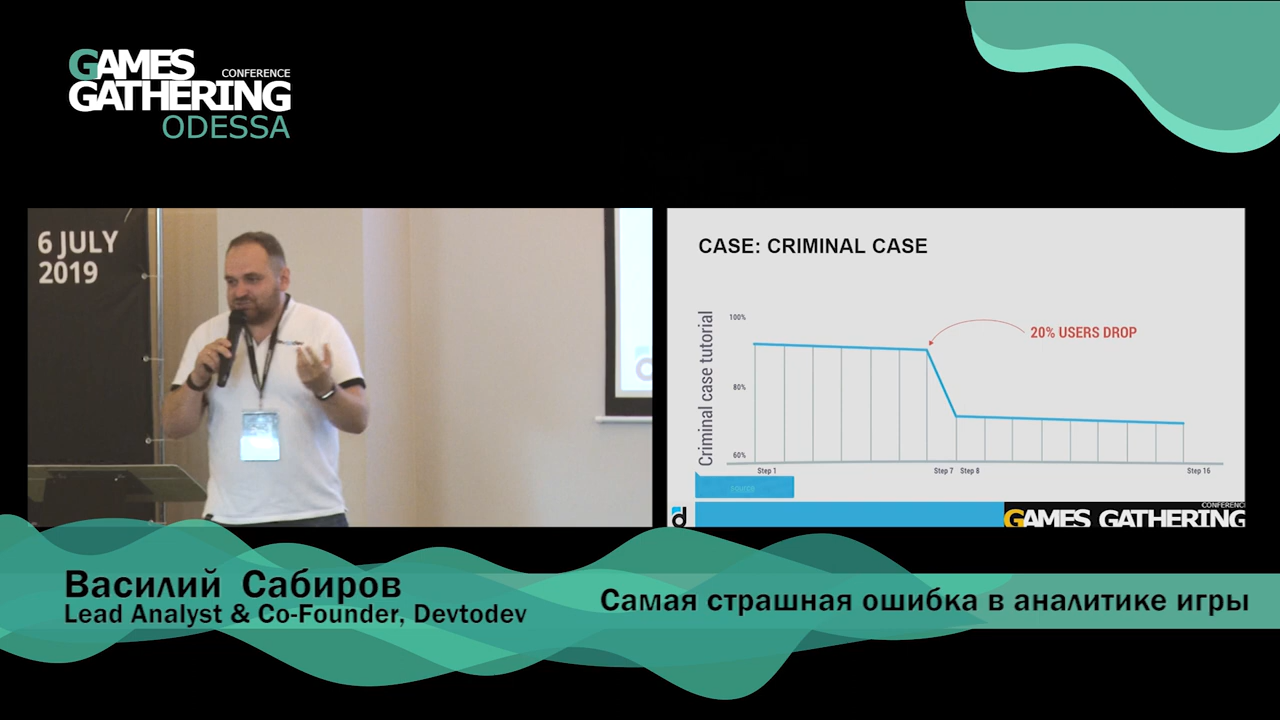 GAMES
CONFERENCE
GATHERING
ODESSA
6 JULY
2019
CASE: CRIMINAL CASE
Criminal case tutorial
100%
80%
60%
20% USERS DROP
Step 1
Step 7
Step 8
Step 16
d
CONFERENCE
GAMES GATHERING
Василий Сабиров
Lead Analyst & Co-Founder, Devtodev
Самая страшная ошибка в аналитике игры